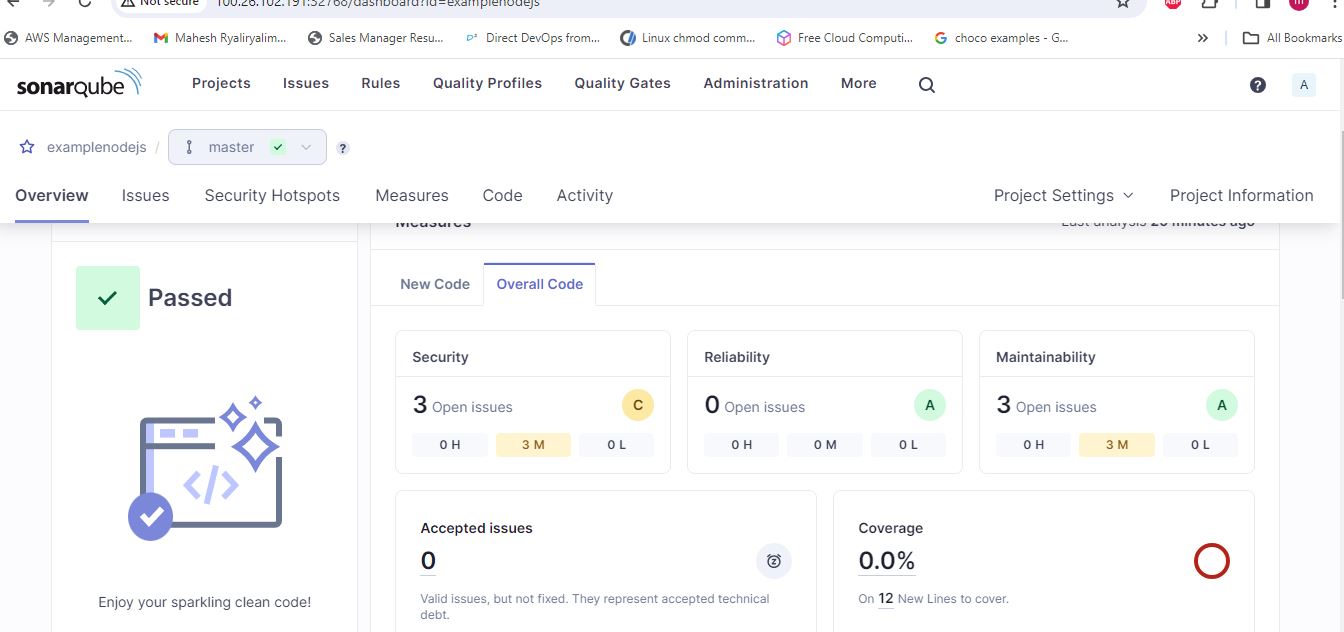 Not secure 100.26.102.191:32768/dashboard?id=examplenodejs ABP m
AWS Management... Mahesh Ryaliryalim... Sales Manager Resu... Direct DevOps from... Linux chmod comm... Free Cloud Computi... choco examples - G... » All Bookmarks
sonarqube Projects Issues Rules Quality Profiles Quality Gates Administration More ? A
examplenodejs / master ?
Overview Issues Security Hotspots Measures Code Activity Project Settings Project Information
Measures Last analysis 20 minutes ago
New Code Overall Code
Passed
Security Reliability Maintainability
3 Open issues C 0 Open issues A 3 Open issues A
0 H 3 M 0 L 0 H 0 M 0 L 0 H 3 M 0 L
Accepted issues Coverage
0 0.0%
Enjoy your sparkling clean code! Valid issues, but not fixed. They represent accepted technical On 12 New Lines to cover.
debt.